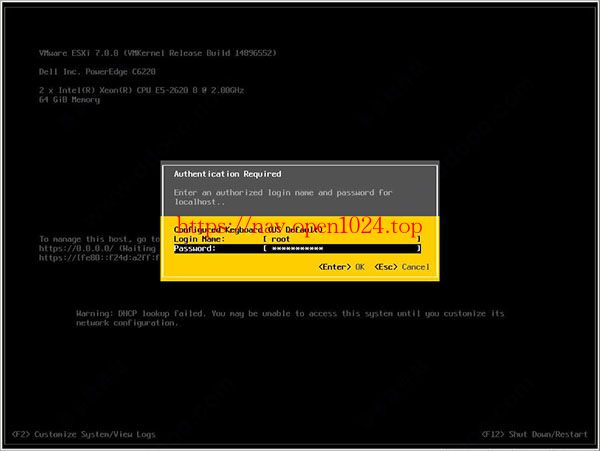 VMware ESXi 7.0.0 (VMKernel Release Build 14896552)
Dell Inc. PowerEdge C6220
2 x Intel(R) Xeon(R) CPU E5-2620 0 @ 2.00GHz
64 GiB Memory
Authentication Required
Enter an authorized login name and password for
localhost..
https://nav.open1024.top
Configured Keyboard (US Default)
Login Name: [ root ]
Password: [ *********** ]
<Enter> OK <Esc> Cancel
To manage this host, go to
https://0.0.0.0/ (Waiting
https://[fe80::f24d:a2ff:f
Warning: DHCP lookup failed. You may be unable to access this system until you customize its
network configuration.
<F2> Customize System/View Logs
<F12> Shut Down/Restart